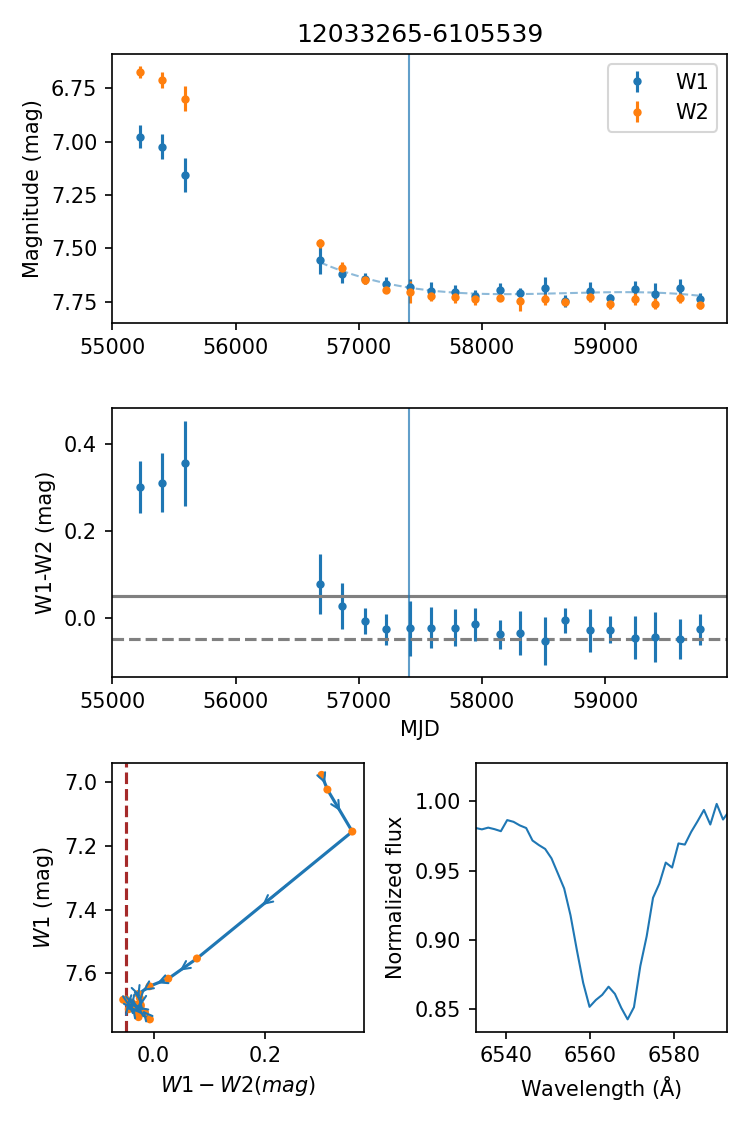 12033265-6105539
Magnitude (mag)
6.75
7.00
7.25
7.50
7.75
W1
W2
55000 56000 57000 58000 59000
W1-W2 (mag)
0.4
0.2
0.0
55000 56000 57000 58000 59000
MJD
W1 (mag)
7.0
7.2
7.4
7.6
0.0 0.2
W1 − W2(mag)
Normalized flux
1.00
0.95
0.90
0.85
6540 6560 6580
Wavelength (Å)